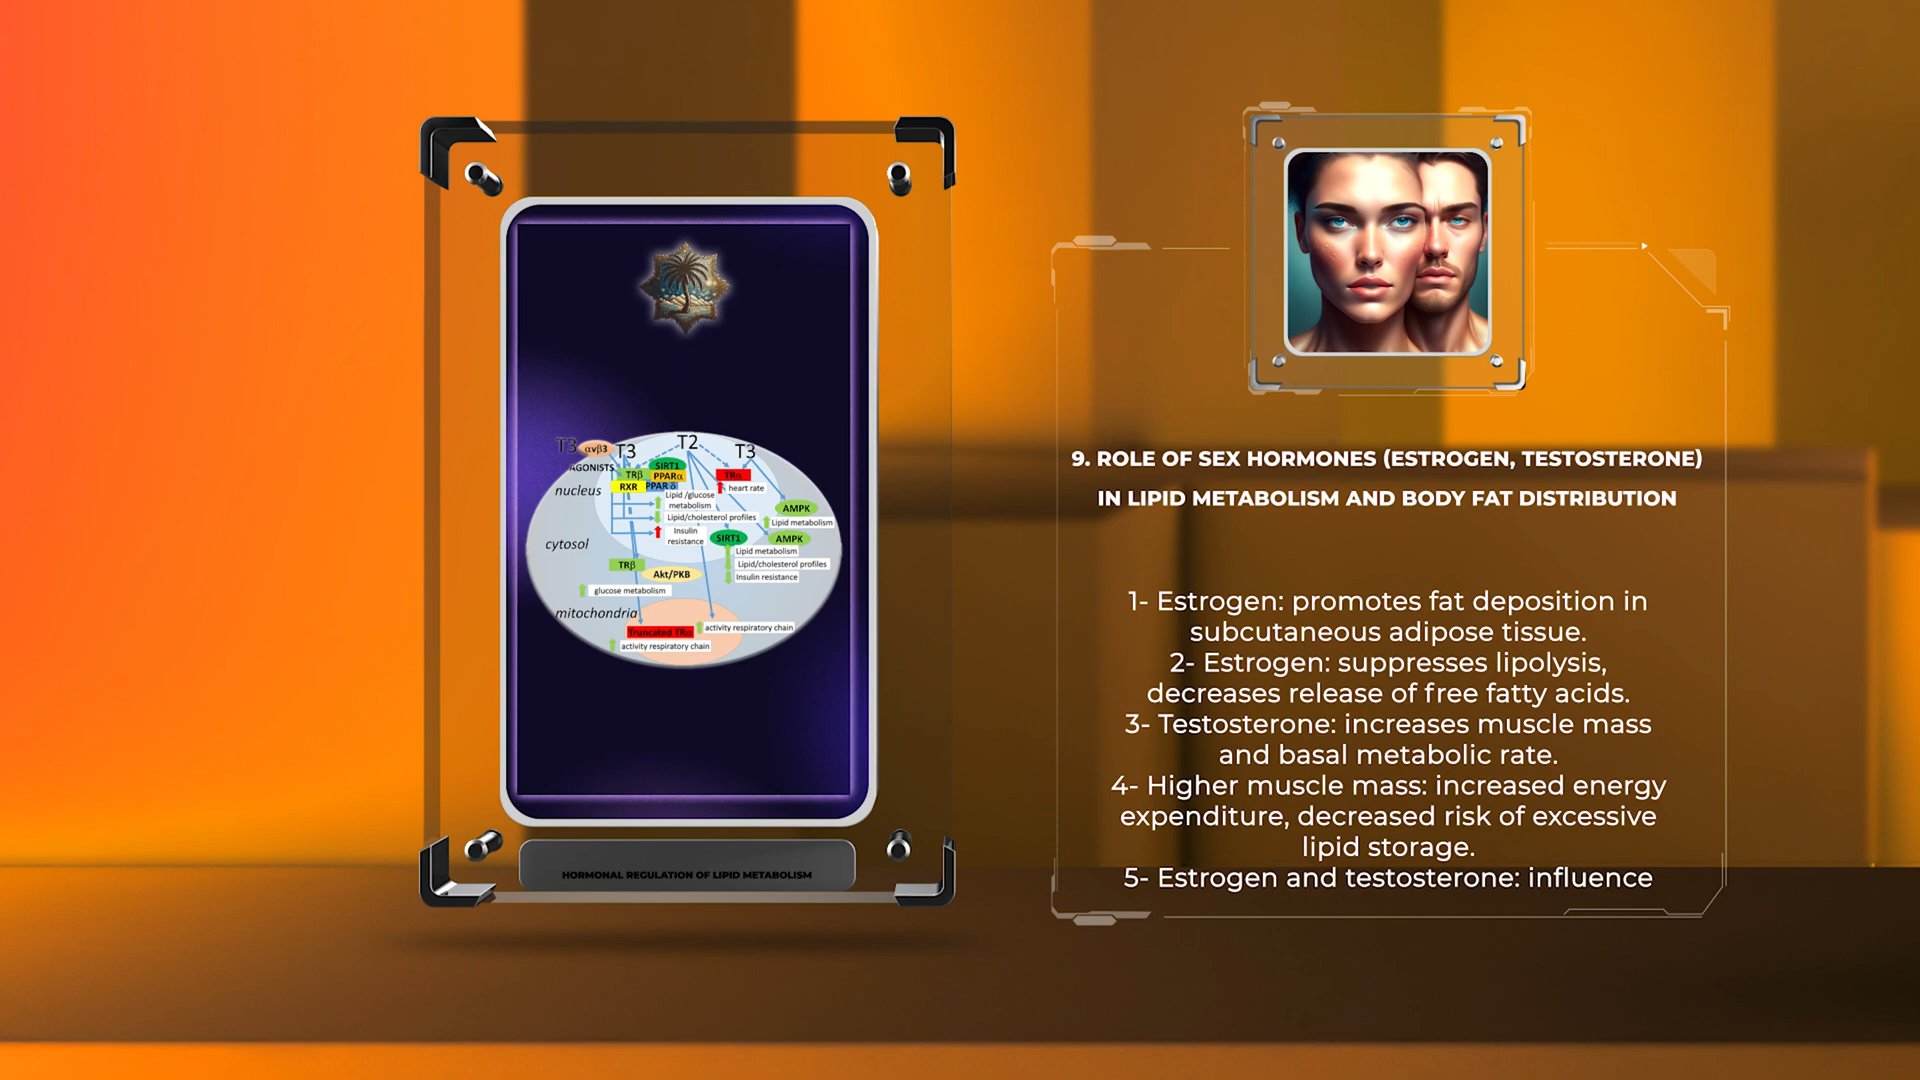 T3 αvβ3 T3 T2 T3
AGONISTS
TRβ SIRT1
PPARα
RXR PPAR δ
TRα
heart rate
nucleus
Lipid /glucose
metabolism
Lipid/cholesterol profiles
Insulin
resistance
AMPK
Lipid metabolism
cytosol
SIRT1 AMPK
Lipid metabolism
Lipid/cholesterol profiles
Insulin resistance
TRβ
Akt/PKB
glucose metabolism
mitochondria
Truncated TRα
activity respiratory chain
activity respiratory chain
HORMONAL REGULATION OF LIPID METABOLISM
9. ROLE OF SEX HORMONES (ESTROGEN, TESTOSTERONE)
IN LIPID METABOLISM AND BODY FAT DISTRIBUTION
1- Estrogen: promotes fat deposition in
subcutaneous adipose tissue.
2- Estrogen: suppresses lipolysis,
decreases release of free fatty acids.
3- Testosterone: increases muscle mass
and basal metabolic rate.
4- Higher muscle mass: increased energy
expenditure, decreased risk of excessive
lipid storage.
5- Estrogen and testosterone: influence